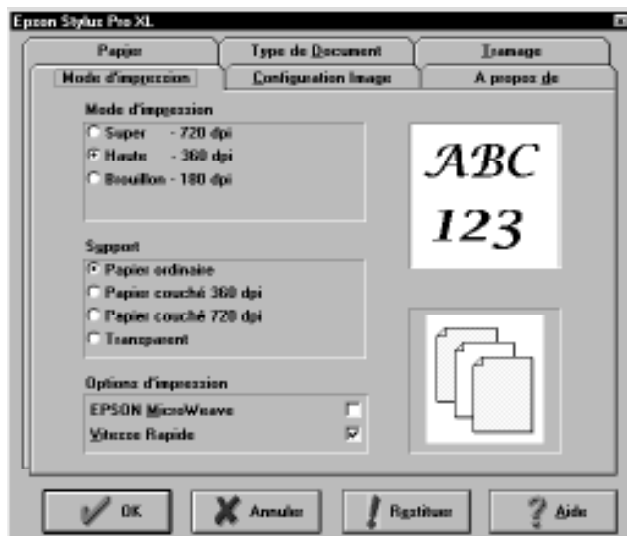 Epson Stylus Pro XL
Papier Type de Document Tramage
Mode d'impression Configuration Image A propos de
Mode d'impression
Super - 720 dpi
Haute - 360 dpi
Brouillon - 180 dpi
ABC
123
Support
Papier ordinaire
Papier couché 360 dpi
Papier couché 720 dpi
Transparent
Options d'impression
EPSON MicroWeave
Vitesse Rapide
OK Annuler Restituer Aide